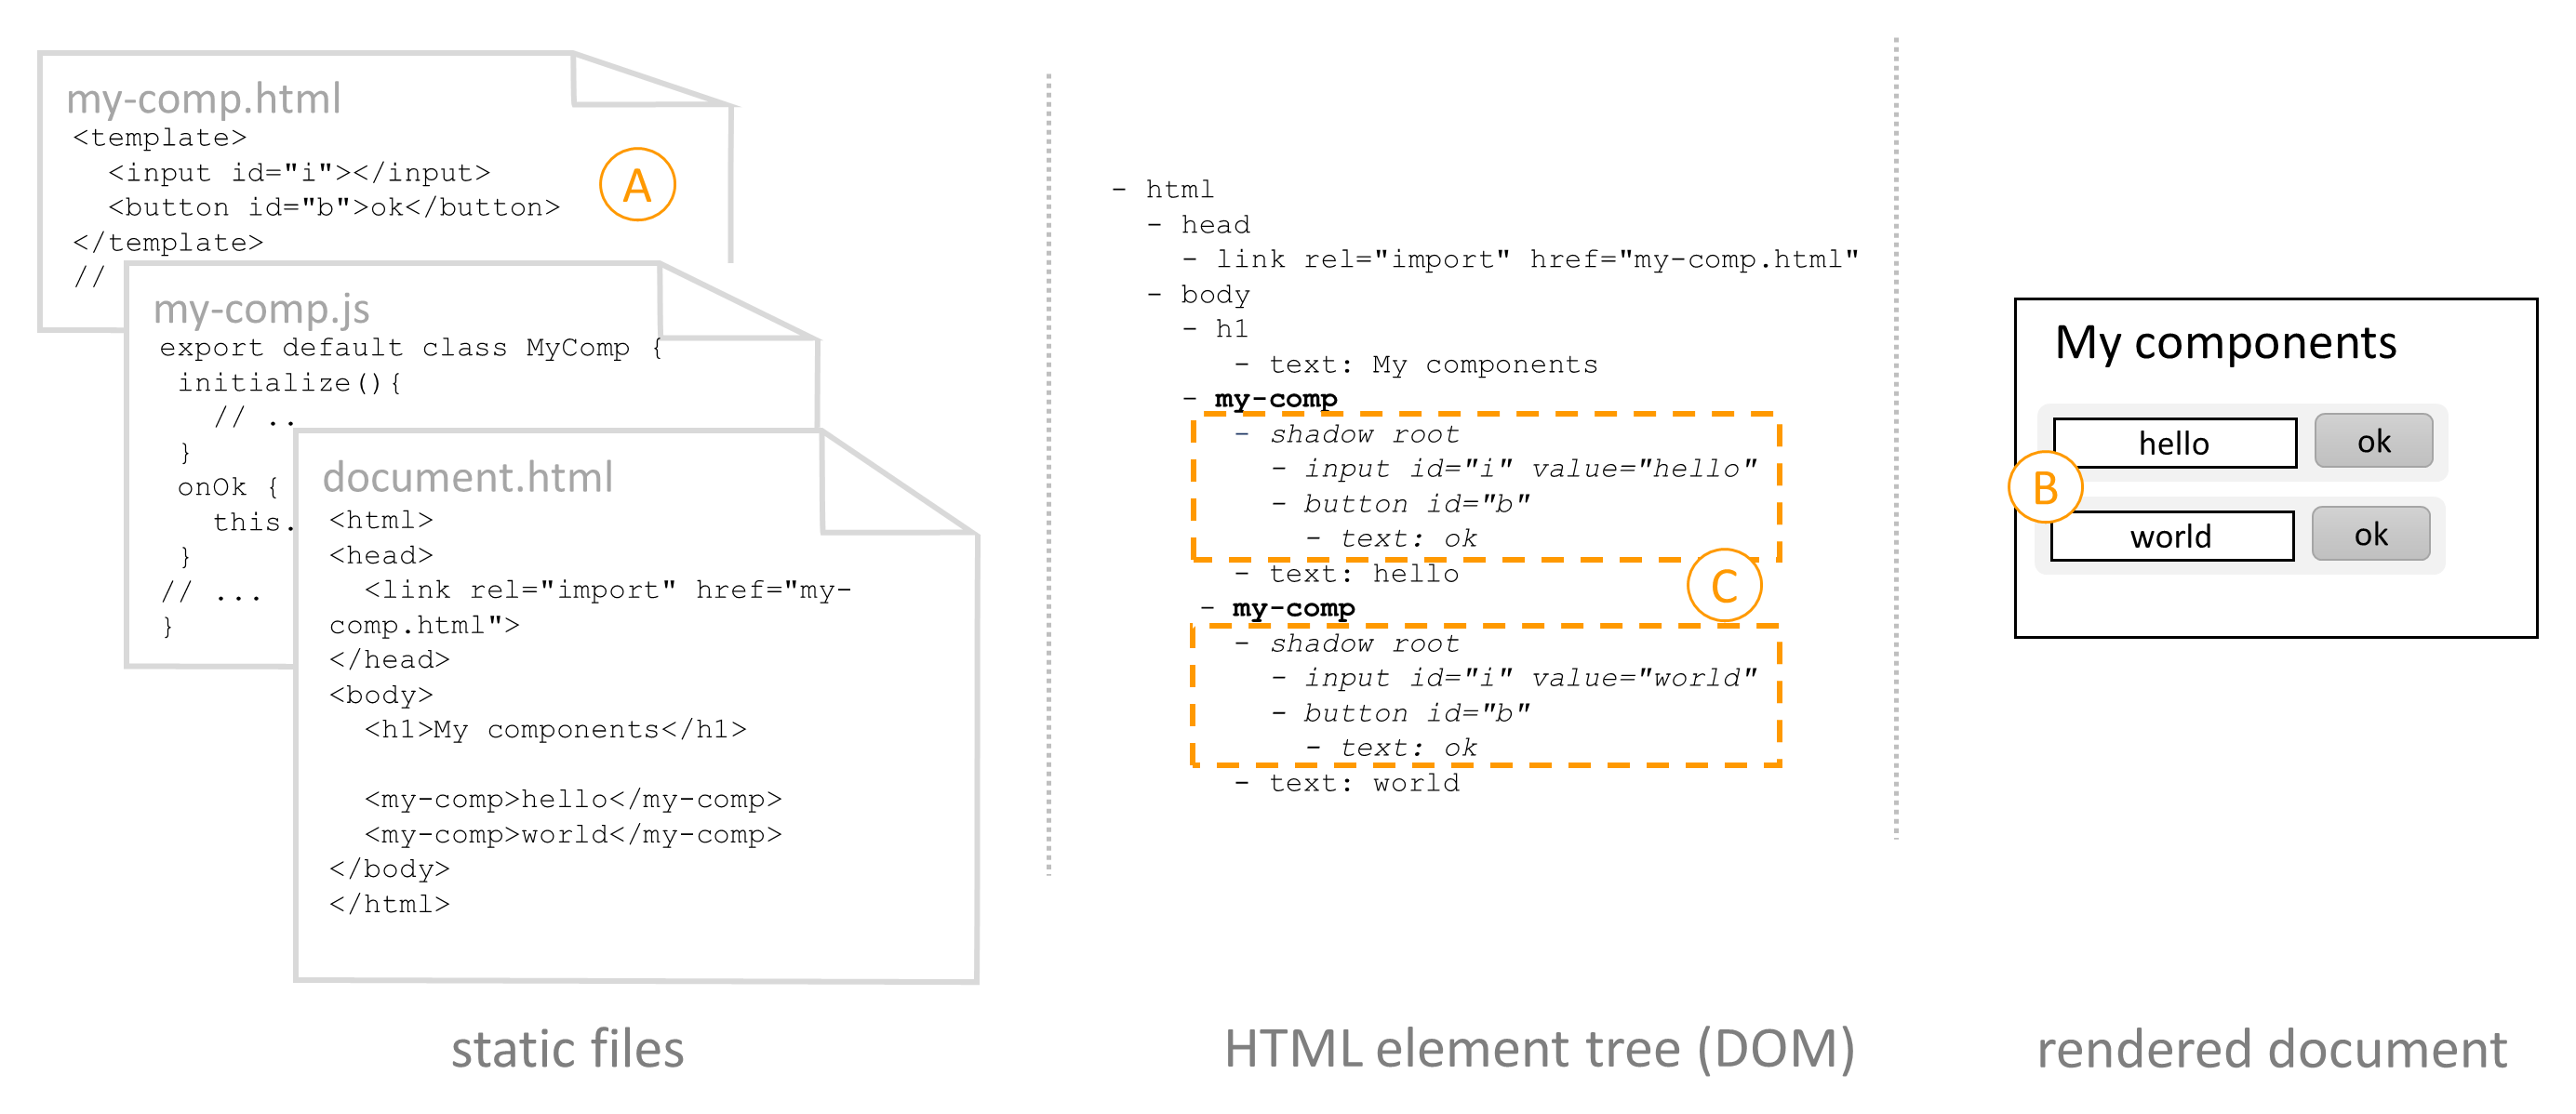 my-comp.html
<template>
  <input id="i"></input>
  <button id="b">ok</button>
</template>
//
A
my-comp.js
export default class MyComp {
 initialize(){
   // ..
 }
 onOk {
   this.
 }
// ...
}
document.html
<html>
<head>
  <link rel="import" href="my-
comp.html">
</head>
<body>
  <h1>My components</h1>
  <my-comp>hello</my-comp>
  <my-comp>world</my-comp>
</body>
</html>
static files
- html
  - head
    - link rel="import" href="my-comp.html"
  - body
    - h1
      - text: My components
    - my-comp
      - shadow root
        - input id="i" value="hello"
        - button id="b"
          - text: ok
      - text: hello
C
    - my-comp
      - shadow root
        - input id="i" value="world"
        - button id="b"
          - text: ok
      - text: world
HTML element tree (DOM)
My components
hello ok
B
world ok
rendered document